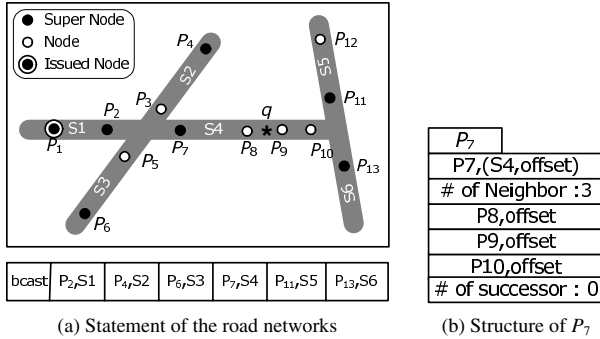 Super Node
Node
Issued Node
P4
P12
S5
S2
P3
P11
P2
q
S1
S4
P1
P7
P8
P9
P10
P5
S3
P13
S6
P6
bcast P2,S1 P4,S2 P6,S3 P7,S4 P11,S5 P13,S6
(a) Statement of the road networks
P7
P7,(S4,offset)
# of Neighbor : 3
P8,offset
P9,offset
P10,offset
# of successor : 0
(b) Structure of P7